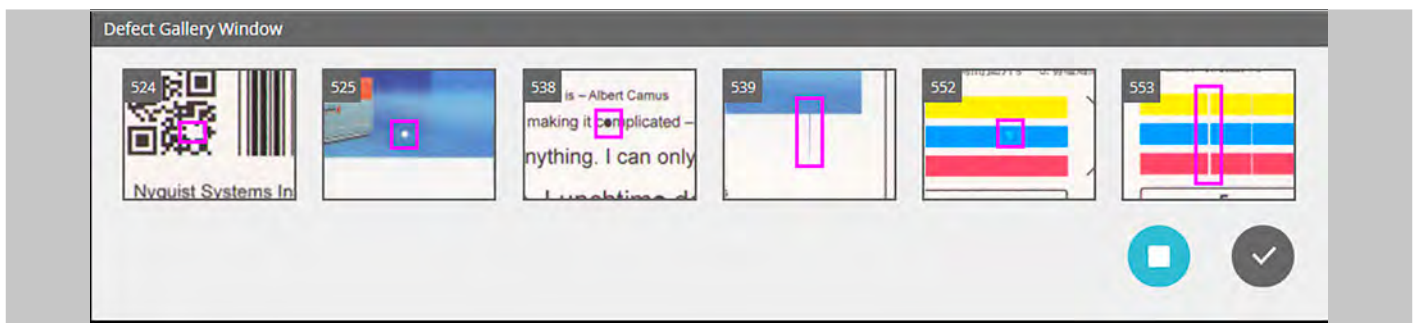 Defect Gallery Window
524
Nyquist Systems In
525
538
is – Albert Camus
making it complicated –
nything. I can only
Lunchtime d
539
552
553